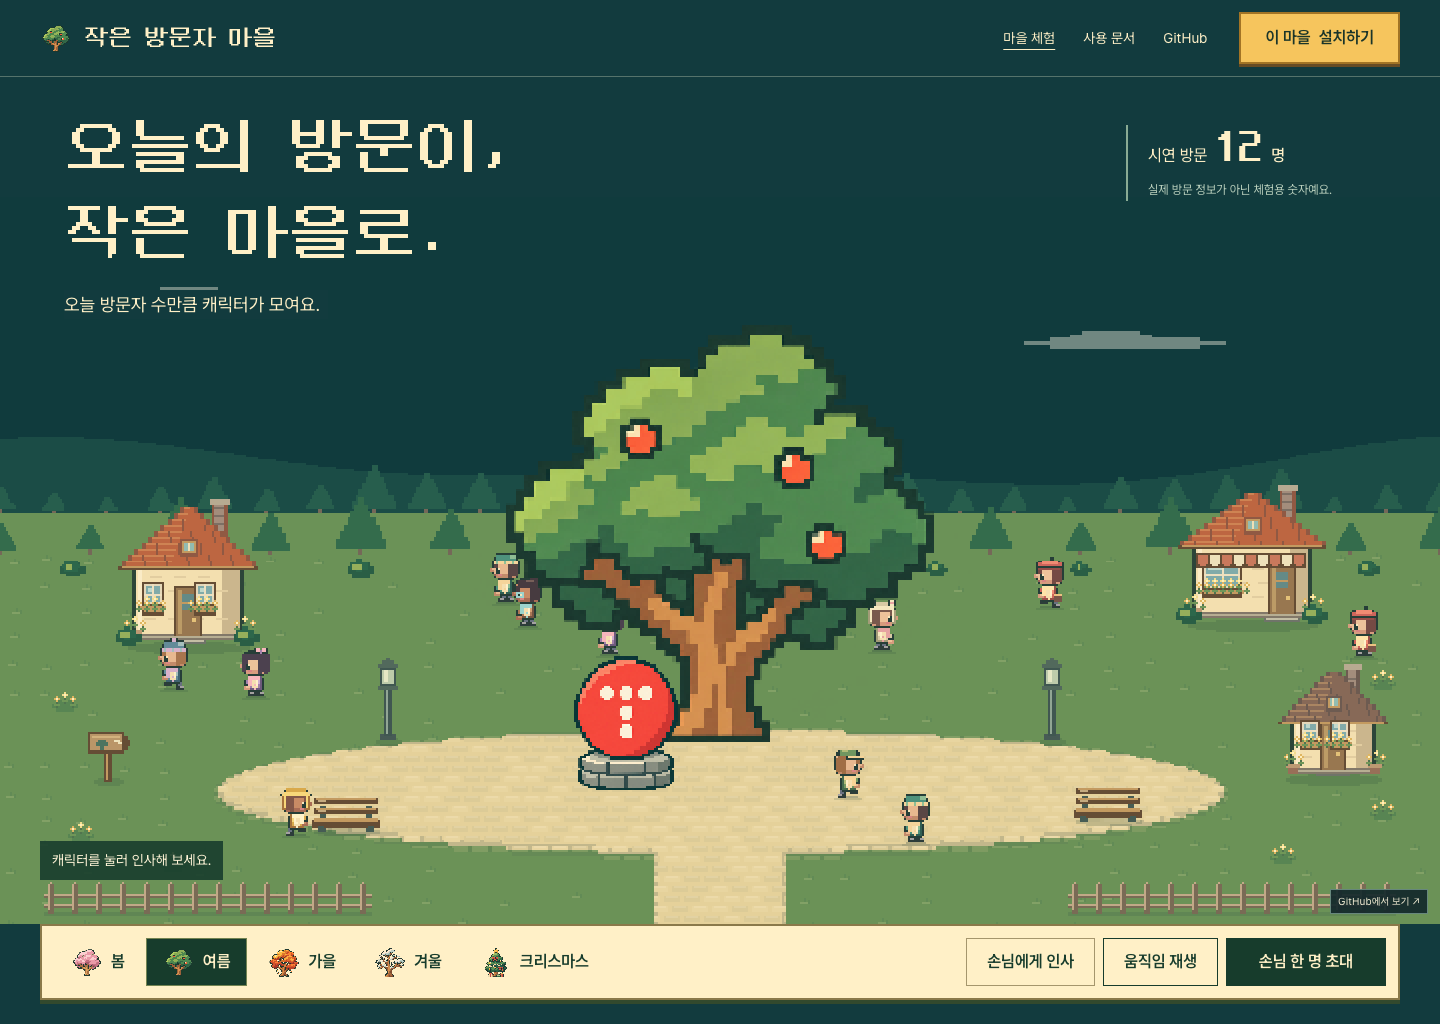 작은 방문자 마을
마을 체험
사용 문서
GitHub
이 마을 설치하기
오늘의 방문이,
작은 마을로.
오늘 방문자 수만큼 캐릭터가 모여요.
시연 방문 12 명
실제 방문 정보가 아닌 체험용 숫자예요.
캐릭터를 눌러 인사해 보세요.
GitHub에서 보기 ↗
봄
여름
가을
겨울
크리스마스
손님에게 인사
움직임 재생
손님 한 명 초대